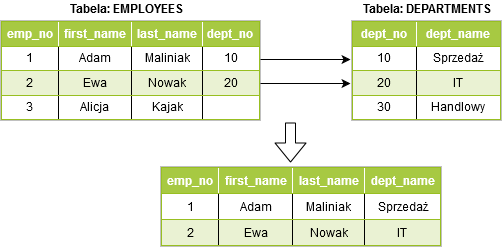 Tabela: EMPLOYEES Tabela: DEPARTMENTS
emp_no first_name last_name dept_no dept_no dept_name
1 Adam Maliniak 10 10 Sprzedaż
2 Ewa Nowak 20 20 IT
3 Alicja Kajak 30 Handlowy
emp_no first_name last_name dept_name
1 Adam Maliniak Sprzedaż
2 Ewa Nowak IT